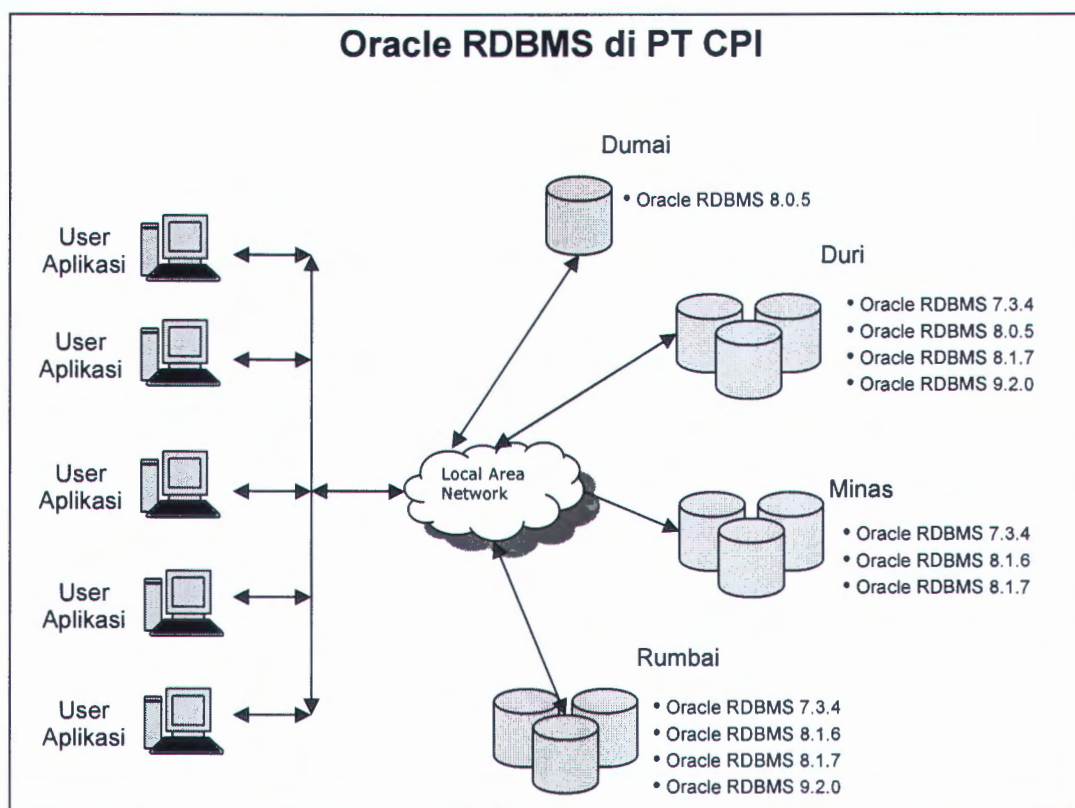 Oracle RDBMS di PT CPI
Dumai
• Oracle RDBMS 8.0.5
User
Aplikasi
Duri
• Oracle RDBMS 7.3.4
• Oracle RDBMS 8.0.5
• Oracle RDBMS 8.1.7
• Oracle RDBMS 9.2.0
User
Aplikasi
Local Area
Network
User
Aplikasi
Minas
• Oracle RDBMS 7.3.4
• Oracle RDBMS 8.1.6
• Oracle RDBMS 8.1.7
User
Aplikasi
Rumbai
• Oracle RDBMS 7.3.4
• Oracle RDBMS 8.1.6
• Oracle RDBMS 8.1.7
• Oracle RDBMS 9.2.0
User
Aplikasi